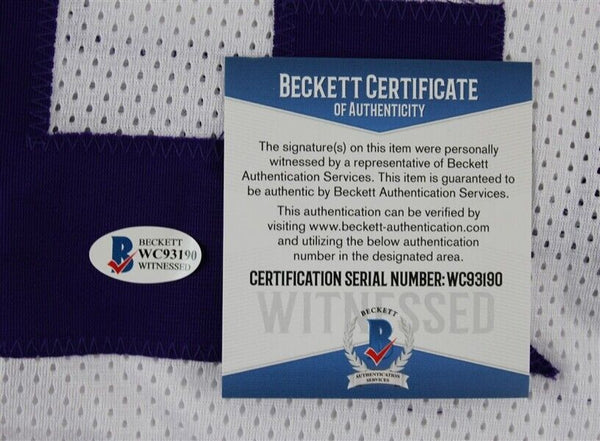 BECKETT CERTIFICATE
OF AUTHENTICITY
The signature(s) on this item were personally
witnessed by a representative of Beckett
Authentication Services. This item is guaranteed to
be authentic by Beckett Authentication Services.
This authentication can be verified by
visiting www.beckett-authentication.com
and utilizing the below authentication
number in the designated area.
CERTIFICATION SERIAL NUMBER: WC93190
WITNESSED
BECKETT
B
AUTHENTICATION
SERVICES
B
BECKETT
WC93190
WITNESSED